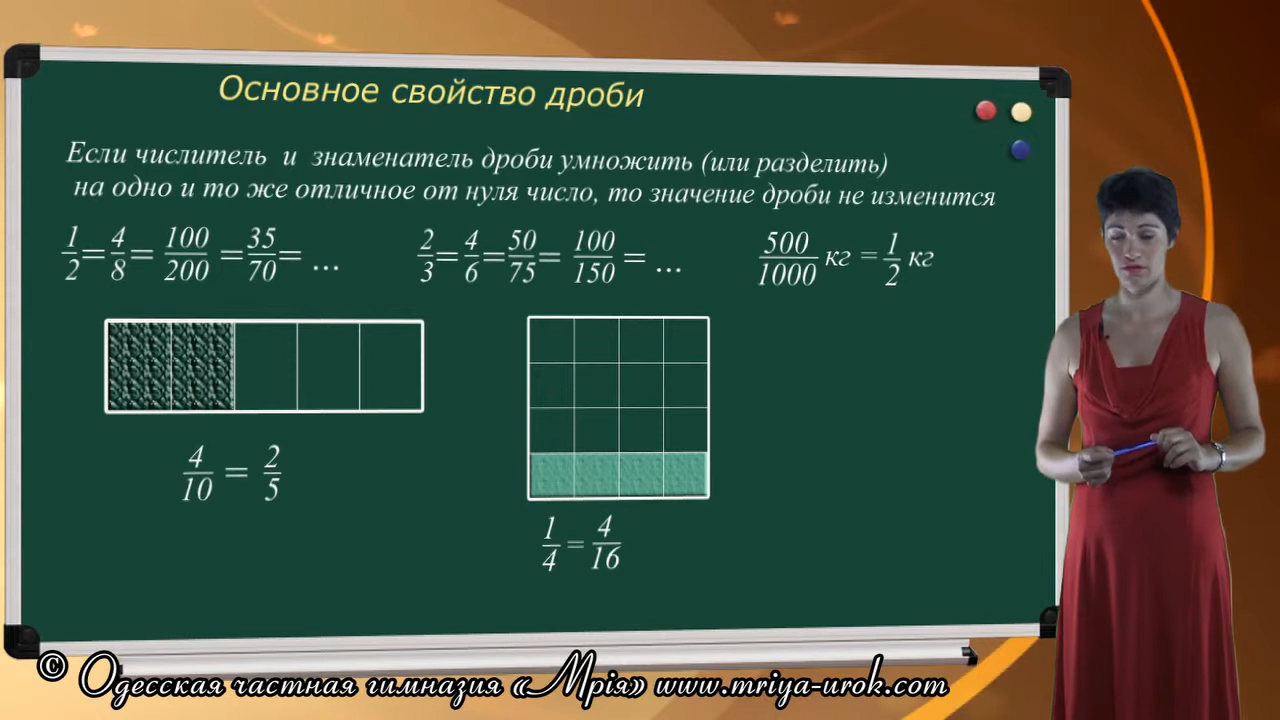 Основное свойство дроби
Если числитель и знаменатель дроби умножить (или разделить)
на одно и то же отличное от нуля число, то значение дроби не изменится
1/2 = 4/8 = 100/200 = 35/70 = ...
2/3 = 4/6 = 50/75 = 100/150 = ...
500/1000 кг = 1/2 кг
4/10 = 2/5
1/4 = 4/16
© Одесская частная гимназия «Мрія» www.mriya-urok.com